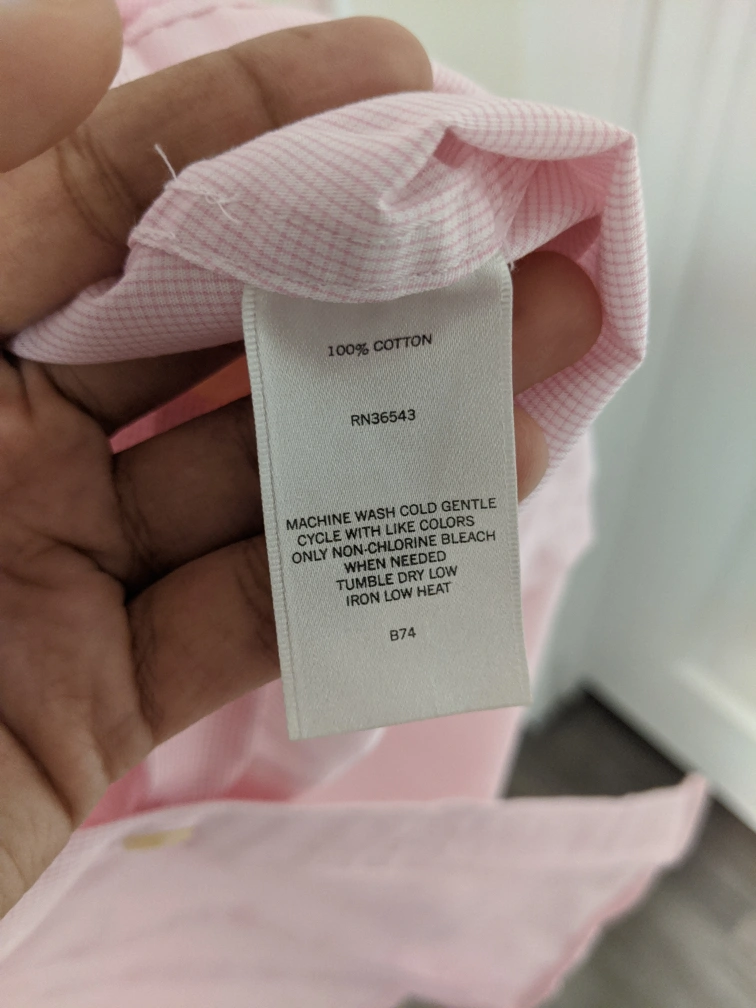 100% COTTON
RN36543
MACHINE WASH COLD GENTLE
CYCLE WITH LIKE COLORS
ONLY NON-CHLORINE BLEACH
WHEN NEEDED
TUMBLE DRY LOW
IRON LOW HEAT
B74